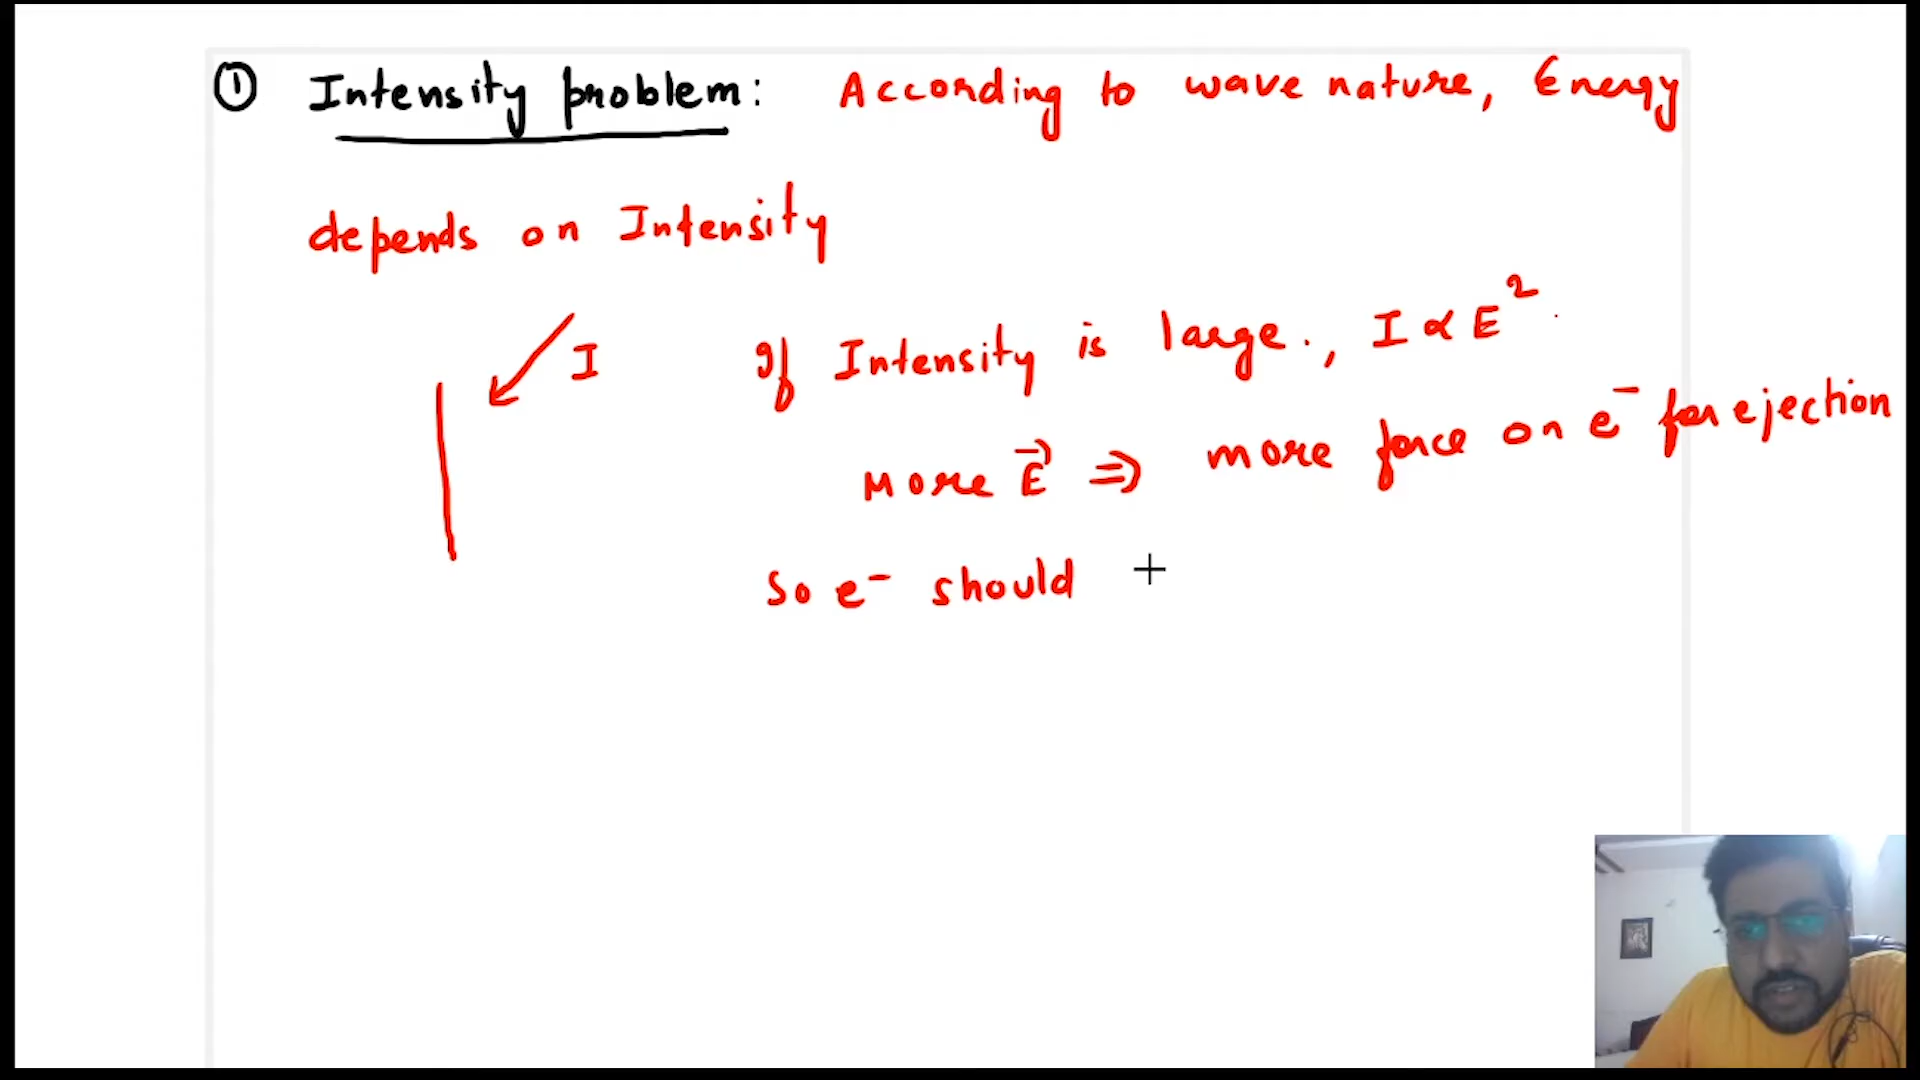 ① Intensity problem: According to wave nature, Energy
depends on Intensity
I
If Intensity is large., I ∝ E²
More E⃗ ⇒ more force on e⁻ for ejection
So e⁻ should